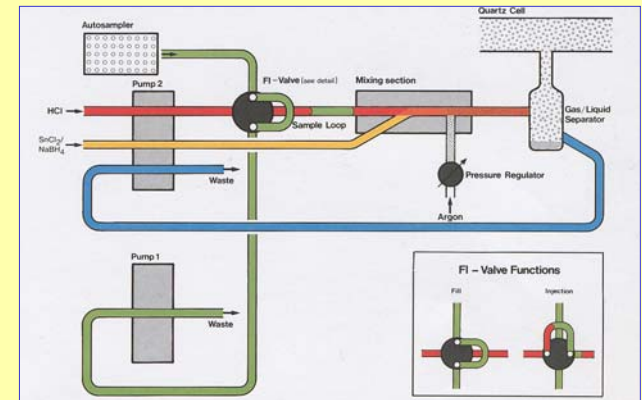 Quartz Cell
Autosampler
FI-Valve (see detail)
Mixing section
Pump 2
HCl
Sample Loop
Gas/Liquid
Separator
SnCl2/
NaBH4
Waste
Pressure Regulator
Argon
Pump 1
Waste
FI – Valve Functions
Fill
Injection